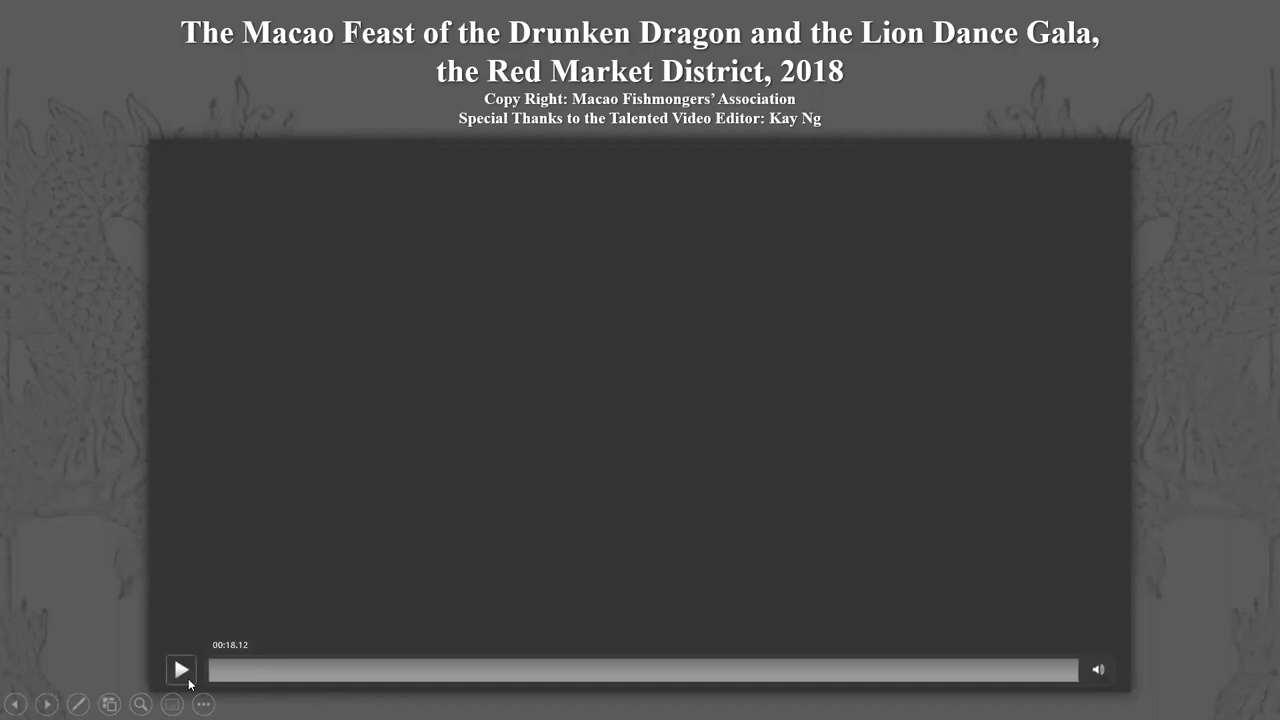 The Macao Feast of the Drunken Dragon and the Lion Dance Gala,
the Red Market District, 2018
Copy Right: Macao Fishmongers’ Association
Special Thanks to the Talented Video Editor: Kay Ng
00:18.12